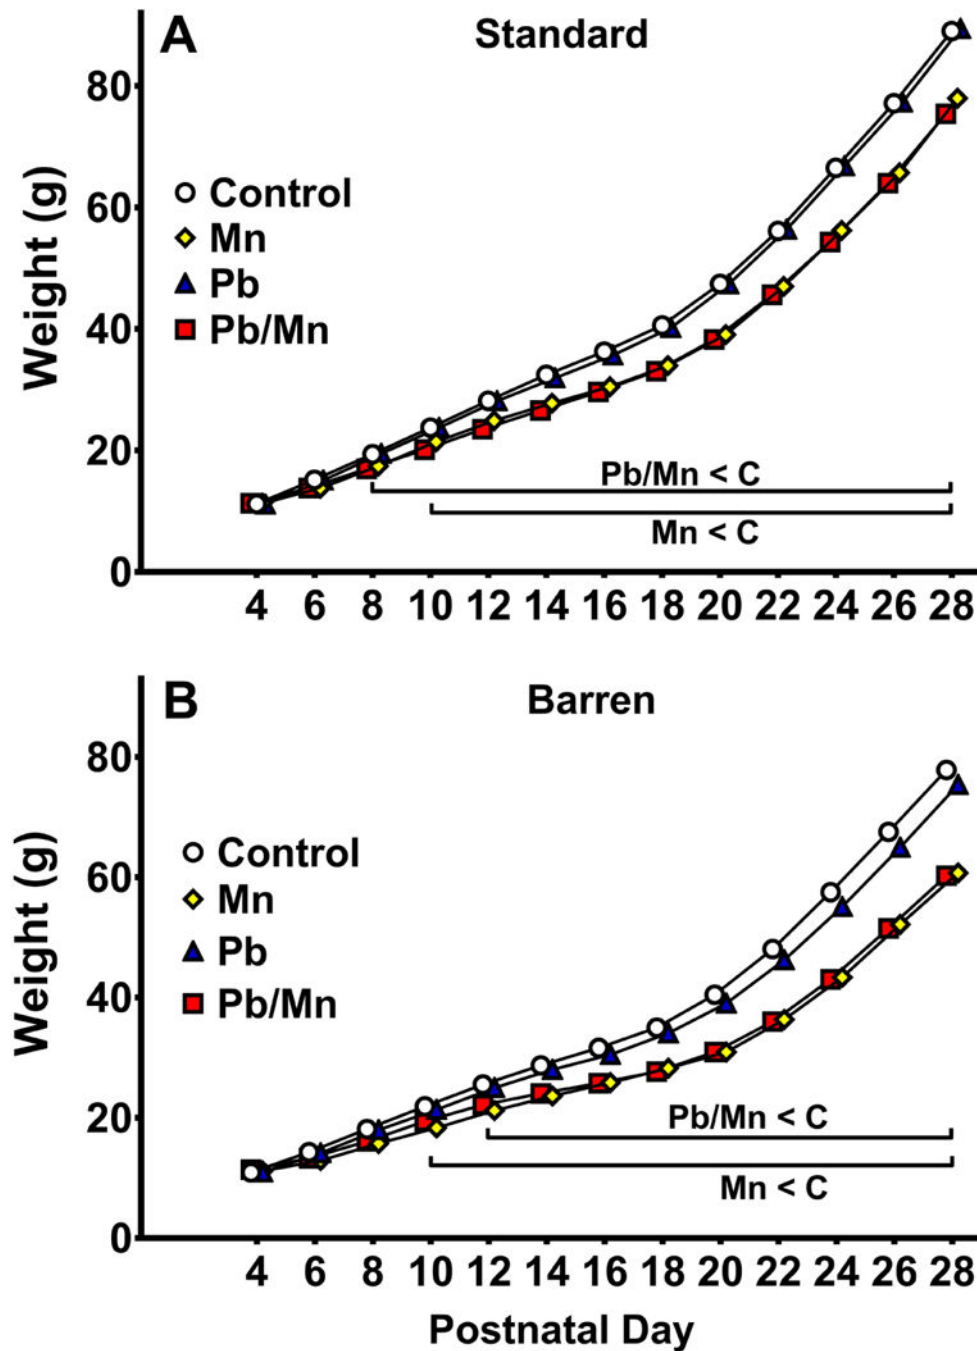 A
Standard
80
60
40
20
0
Weight (g)
Control
Mn
Pb
Pb/Mn
Pb/Mn < C
Mn < C
4 6 8 10 12 14 16 18 20 22 24 26 28
B
Barren
80
60
40
20
0
Weight (g)
Control
Mn
Pb
Pb/Mn
Pb/Mn < C
Mn < C
4 6 8 10 12 14 16 18 20 22 24 26 28
Postnatal Day